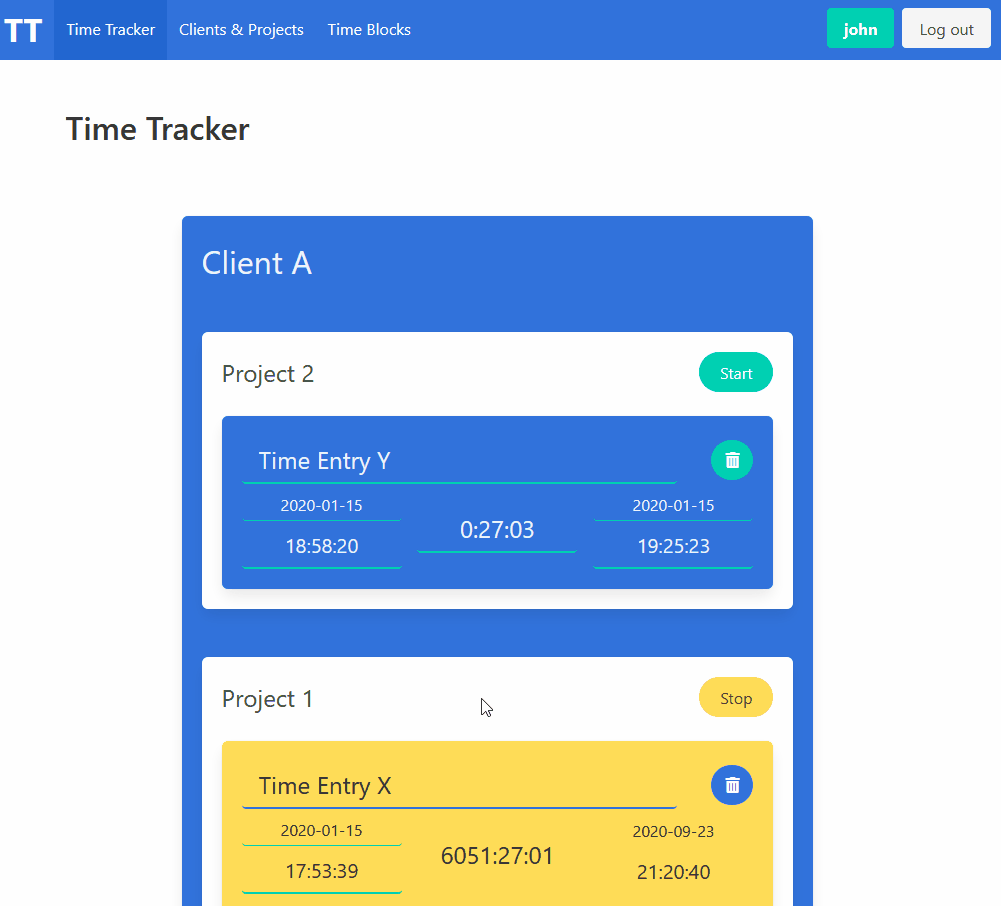 TT Time Tracker Clients & Projects Time Blocks john Log out
Time Tracker
Client A
Project 2 Start
Time Entry Y
2020-01-15 2020-01-15
0:27:03
18:58:20 19:25:23
Project 1 Stop
Time Entry X
2020-01-15 2020-09-23
6051:27:01
17:53:39 21:20:40